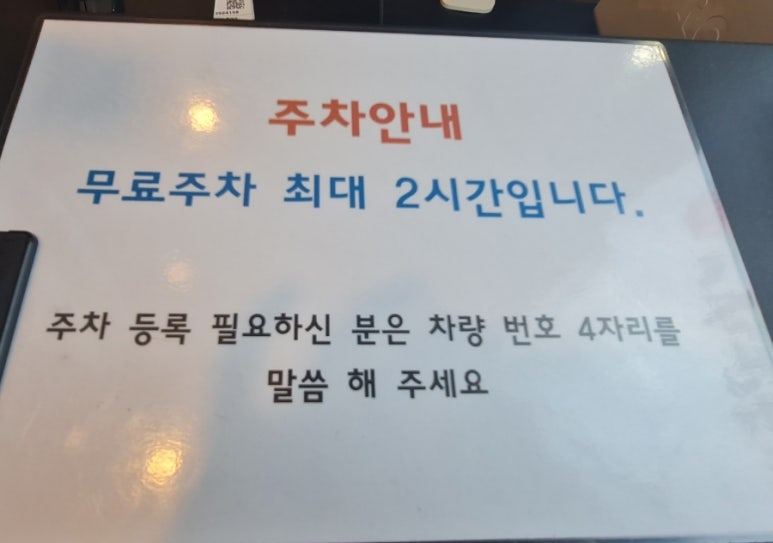 주차안내
무료주차 최대 2시간입니다.
주차 등록 필요하신 분은 차량 번호 4자리를
말씀 해 주세요